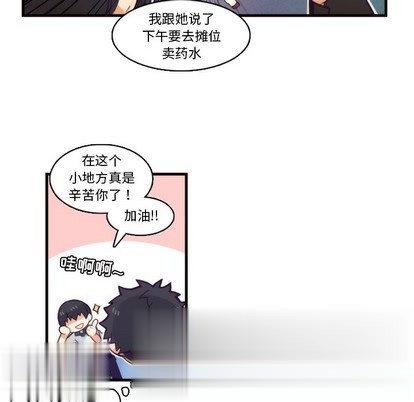 我跟她说了
下午要去摊位
卖药水
在这个
小地方真是
辛苦你了！
加油!!
哇啊啊~